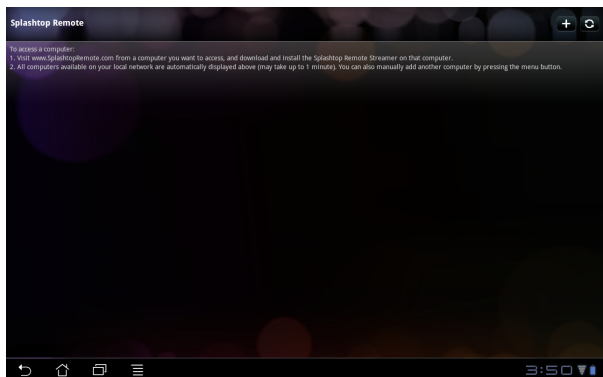 Splashtop Remote
To access a computer:
1. Visit www.SplashtopRemote.com from a computer you want to access, and download and install the Splashtop Remote Streamer on that computer.
2. All computers available on your local network are automatically displayed above (may take up to 1 minute). You can also manually add another computer by pressing the menu button.
3:50